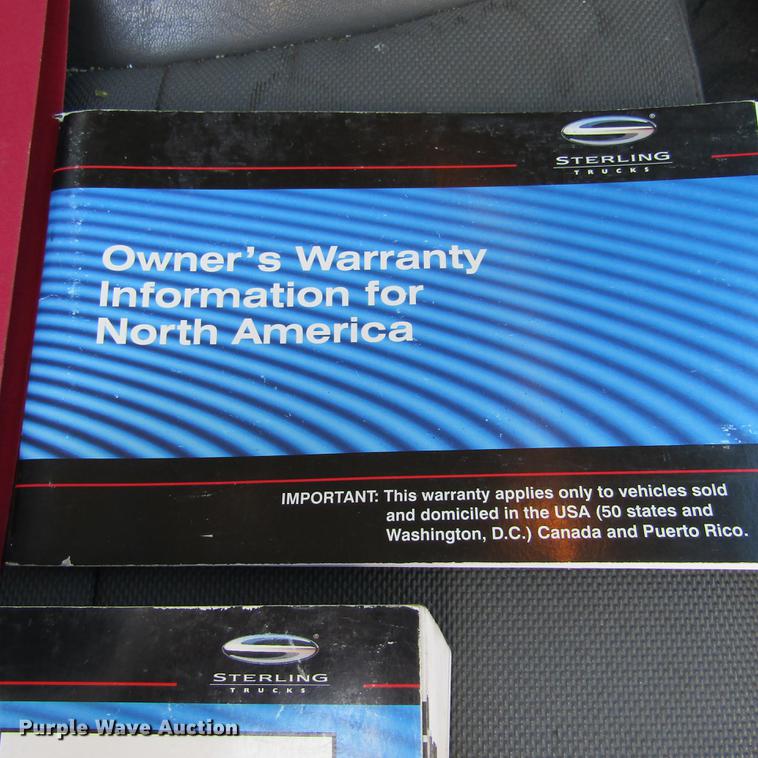 STERLING
TRUCKS
Owner's Warranty
Information for
North America
IMPORTANT: This warranty applies only to vehicles sold
and domiciled in the USA (50 states and
Washington, D.C.) Canada and Puerto Rico.
STERLING
TRUCKS
Purple Wave Auction